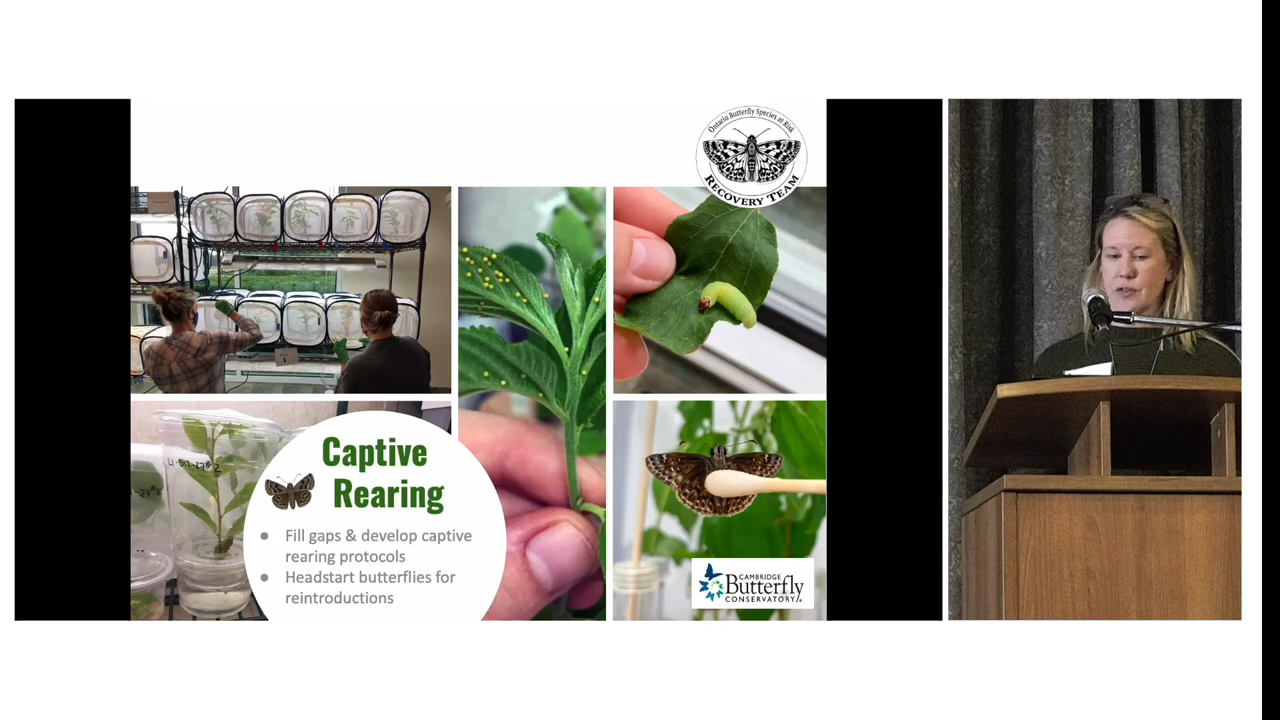 Ontario Butterfly Species at Risk
RECOVERY TEAM
Captive
Rearing
● Fill gaps & develop captive
rearing protocols
● Headstart butterflies for
reintroductions
CAMBRIDGE
Butterfly
CONSERVATORY